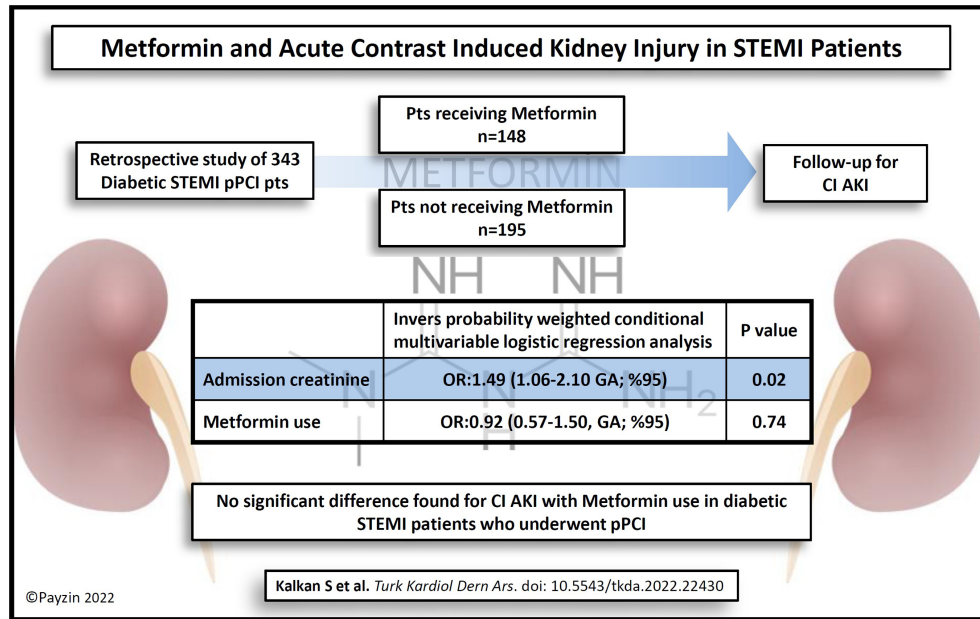 Metformin and Acute Contrast Induced Kidney Injury in STEMI Patients
Pts receiving Metformin
n=148
Retrospective study of 343
Diabetic STEMI pPCI pts
METFORMIN
Follow-up for
CI AKI
Pts not receiving Metformin
n=195
NH NH
Invers probability weighted conditional
multivariable logistic regression analysis
P value
Admission creatinine OR:1.49 (1.06-2.10 GA; %95) 0.02
N N NH2
H
Metformin use OR:0.92 (0.57-1.50, GA; %95) 0.74
No significant difference found for CI AKI with Metformin use in diabetic
STEMI patients who underwent pPCI
Kalkan S et al. Turk Kardiol Dern Ars. doi: 10.5543/tkda.2022.22430
©Payzin 2022